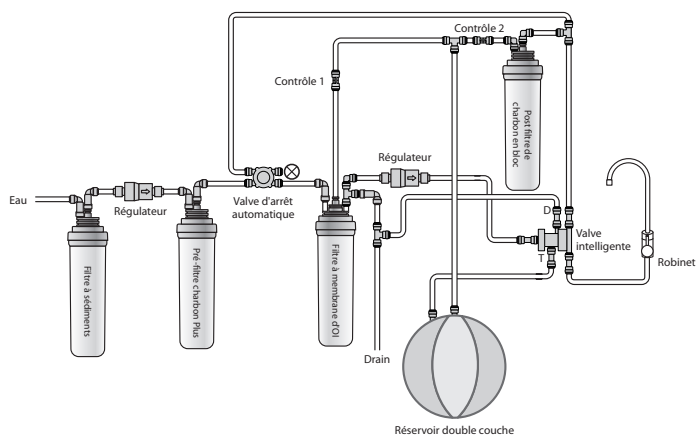 Contrôle 2
Contrôle 1
Post filtre de
charbon en bloc
Régulateur
Eau
Régulateur
Valve d'arrêt
automatique
D
Valve
intelligente
T
Robinet
Filtre à sédiments
Pré-filtre charbon Plus
Filtre à membrane d'OI
Drain
Réservoir double couche